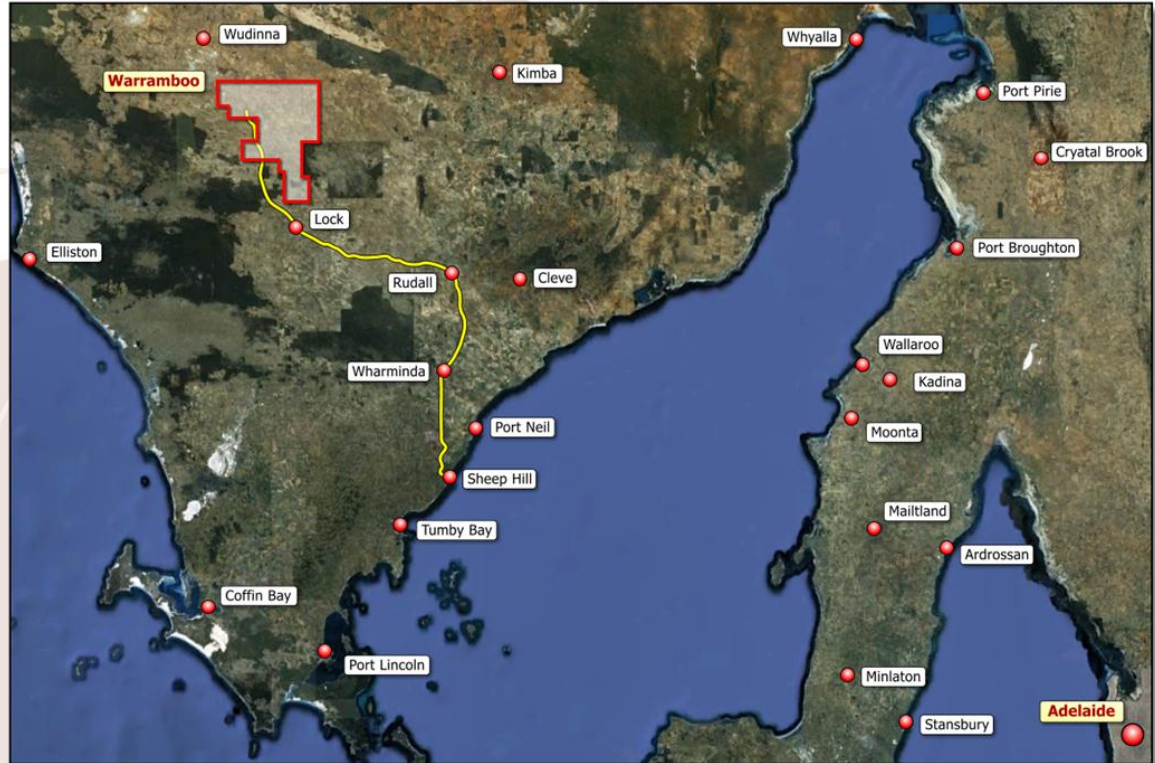 Wudinna
Whyalla
Kimba
Warramboo
Port Pirie
Cryatal Brook
Lock
Elliston
Port Broughton
Rudall
Cleve
Wallaroo
Wharminda
Kadina
Port Neil
Moonta
Sheep Hill
Mailtland
Tumby Bay
Ardrossan
Coffin Bay
Port Lincoln
Minlaton
Adelaide
Stansbury